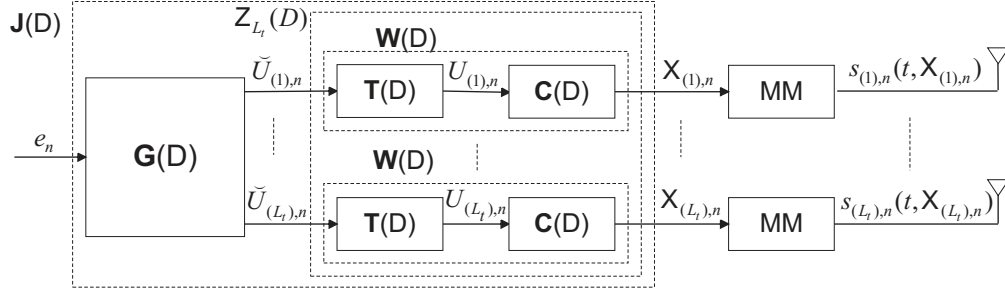 J(D)
Z_{L_t}(D)
W(D)
Ŭ_{(1),n}
T(D)
U_{(1),n}
C(D)
X_{(1),n}
MM
s_{(1),n}(t, X_{(1),n})
e_n
G(D)
W(D)
Ŭ_{(L_t),n}
T(D)
U_{(L_t),n}
C(D)
X_{(L_t),n}
MM
s_{(L_t),n}(t, X_{(L_t),n})